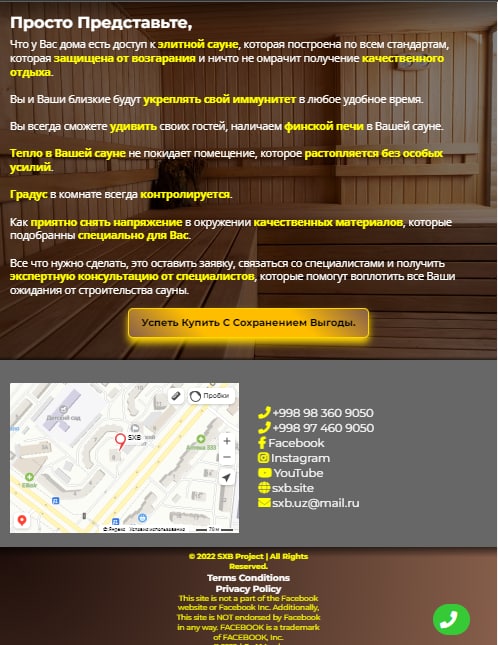 Просто Представьте,
Что у Вас дома есть доступ к элитной сауне, которая построена по всем стандартам,
которая защищена от возгарания и ничто не омрачит получение качественного
отдыха.
Вы и Ваши близкие будут укреплять свой иммунитет в любое удобное время.
Вы всегда сможете удивить своих гостей, наличаем финской печи в Вашей сауне.
Тепло в Вашей сауне не покидает помещение, которое растопляется без особых
усилий.
Градус в комнате всегда контролируется.
Как приятно снять напряжение в окружении качественных материалов, которые
подобранны специально для Вас.
Все что нужно сделать, это оставить заявку, связаться со специалистами и получить
экспертную консультацию от специалистов, которые помогут воплотить все Ваши
ожидания от строительства сауны.
Успеть Купить С Сохранением Выгоды.
Пробки
Детский сад
SXB
Аптека 333
Elixir
© Яндекс Условия использования
+998 98 360 9050
+998 97 460 9050
Facebook
Instagram
YouTube
sxb.site
sxb.uz@mail.ru
© 2022 SXB Project | All Rights
Reserved.
Terms Conditions
Privacy Policy
This site is not a part of the Facebook
website or Facebook Inc. Additionally,
This site is NOT endorsed by Facebook
in any way. FACEBOOK is a trademark
of FACEBOOK, Inc.